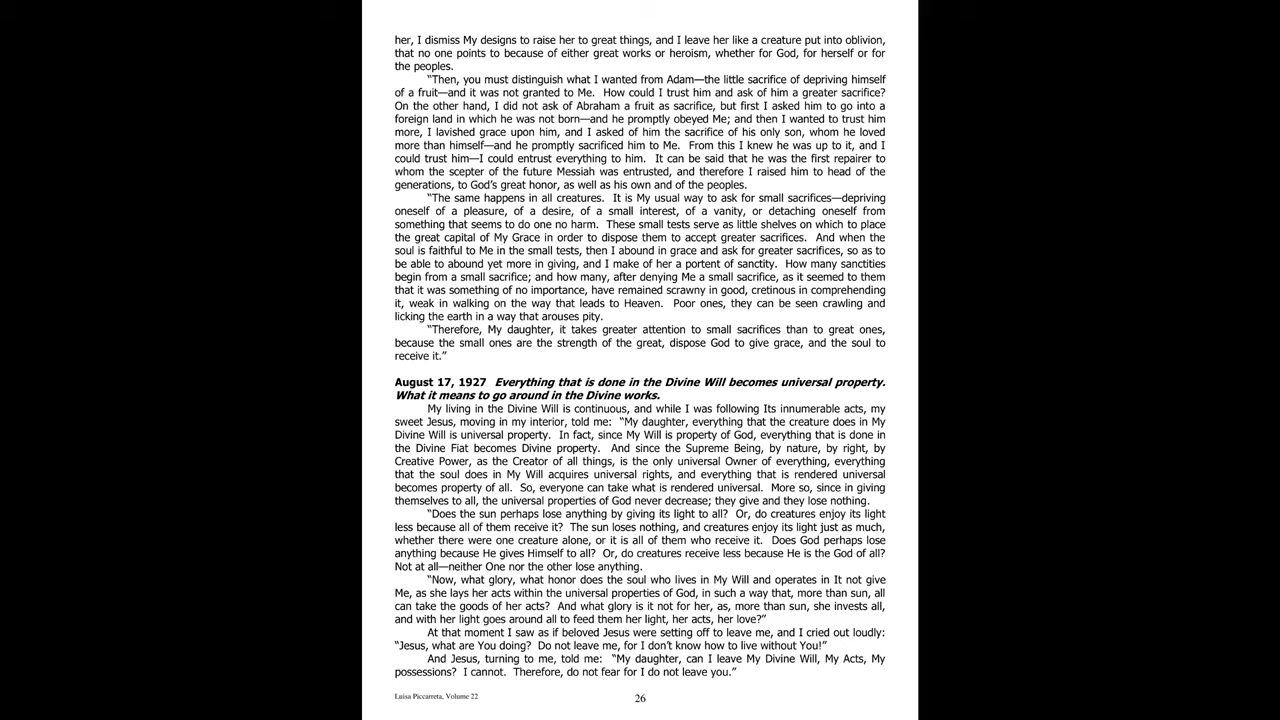 her, I dismiss My designs to raise her to great things, and I leave her like a creature put into oblivion,
that no one points to because of either great works or heroism, whether for God, for herself or for
the peoples.
“Then, you must distinguish what I wanted from Adam—the little sacrifice of depriving himself
of a fruit—and it was not granted to Me.  How could I trust him and ask of him a greater sacrifice?
On the other hand, I did not ask of Abraham a fruit as sacrifice, but first I asked him to go into a
foreign land in which he was not born—and he promptly obeyed Me; and then I wanted to trust him
more, I lavished grace upon him, and I asked of him the sacrifice of his only son, whom he loved
more than himself—and he promptly sacrificed him to Me.  From this I knew he was up to it, and I
could trust him—I could entrust everything to him.  It can be said that he was the first repairer to
whom the scepter of the future Messiah was entrusted, and therefore I raised him to head of the
generations, to God’s great honor, as well as his own and of the peoples.
“The same happens in all creatures.  It is My usual way to ask for small sacrifices—depriving
oneself of a pleasure, of a desire, of a small interest, of a vanity, or detaching oneself from
something that seems to do one no harm.  These small tests serve as little shelves on which to place
the great capital of My Grace in order to dispose them to accept greater sacrifices.  And when the
soul is faithful to Me in the small tests, then I abound in grace and ask for greater sacrifices, so as to
be able to abound yet more in giving, and I make of her a portent of sanctity.  How many sanctities
begin from a small sacrifice; and how many, after denying Me a small sacrifice, as it seemed to them
that it was something of no importance, have remained scrawny in good, cretinous in comprehending
it, weak in walking on the way that leads to Heaven.  Poor ones, they can be seen crawling and
licking the earth in a way that arouses pity.
“Therefore, My daughter, it takes greater attention to small sacrifices than to great ones,
because the small ones are the strength of the great, dispose God to give grace, and the soul to
receive it.”
August 17, 1927  Everything that is done in the Divine Will becomes universal property.
What it means to go around in the Divine works.
My living in the Divine Will is continuous, and while I was following Its innumerable acts, my
sweet Jesus, moving in my interior, told me:  “My daughter, everything that the creature does in My
Divine Will is universal property.  In fact, since My Will is property of God, everything that is done in
the Divine Fiat becomes Divine property.  And since the Supreme Being, by nature, by right, by
Creative Power, as the Creator of all things, is the only universal Owner of everything, everything
that the soul does in My Will acquires universal rights, and everything that is rendered universal
becomes property of all.  So, everyone can take what is rendered universal.  More so, since in giving
themselves to all, the universal properties of God never decrease; they give and they lose nothing.
“Does the sun perhaps lose anything by giving its light to all?  Or, do creatures enjoy its light
less because all of them receive it?  The sun loses nothing, and creatures enjoy its light just as much,
whether there were one creature alone, or it is all of them who receive it.  Does God perhaps lose
anything because He gives Himself to all?  Or, do creatures receive less because He is the God of all?
Not at all—neither One nor the other lose anything.
“Now, what glory, what honor does the soul who lives in My Will and operates in It not give
Me, as she lays her acts within the universal properties of God, in such a way that, more than sun, all
can take the goods of her acts?  And what glory is it not for her, as, more than sun, she invests all,
and with her light goes around all to feed them her light, her acts, her love?”
At that moment I saw as if beloved Jesus were setting off to leave me, and I cried out loudly:
“Jesus, what are You doing?  Do not leave me, for I don’t know how to live without You!”
And Jesus, turning to me, told me:  “My daughter, can I leave My Divine Will, My Acts, My
possessions?  I cannot.  Therefore, do not fear for I do not leave you.”
Luisa Piccarreta, Volume 22
26